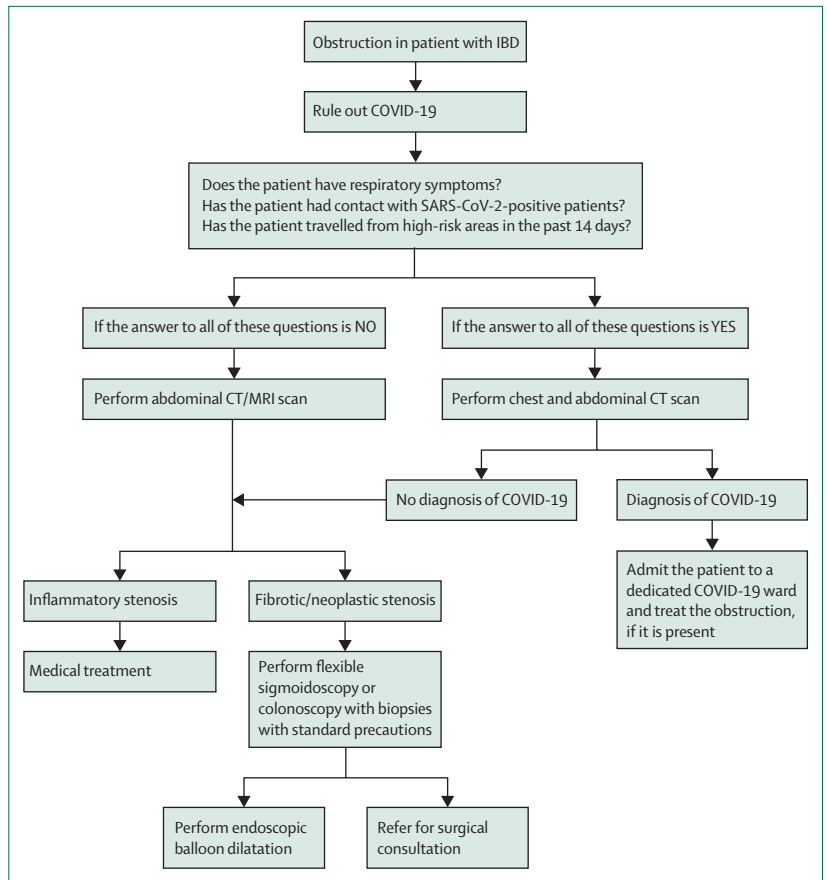 Obstruction in patient with IBD
Rule out COVID-19
Does the patient have respiratory symptoms?
Has the patient had contact with SARS-CoV-2-positive patients?
Has the patient travelled from high-risk areas in the past 14 days?
If the answer to all of these questions is NO
If the answer to all of these questions is YES
Perform abdominal CT/MRI scan
Perform chest and abdominal CT scan
No diagnosis of COVID-19
Diagnosis of COVID-19
Admit the patient to a
dedicated COVID-19 ward
and treat the obstruction,
if it is present
Inflammatory stenosis
Fibrotic/neoplastic stenosis
Medical treatment
Perform flexible
sigmoidoscopy or
colonoscopy with biopsies
with standard precautions
Perform endoscopic
balloon dilatation
Refer for surgical
consultation